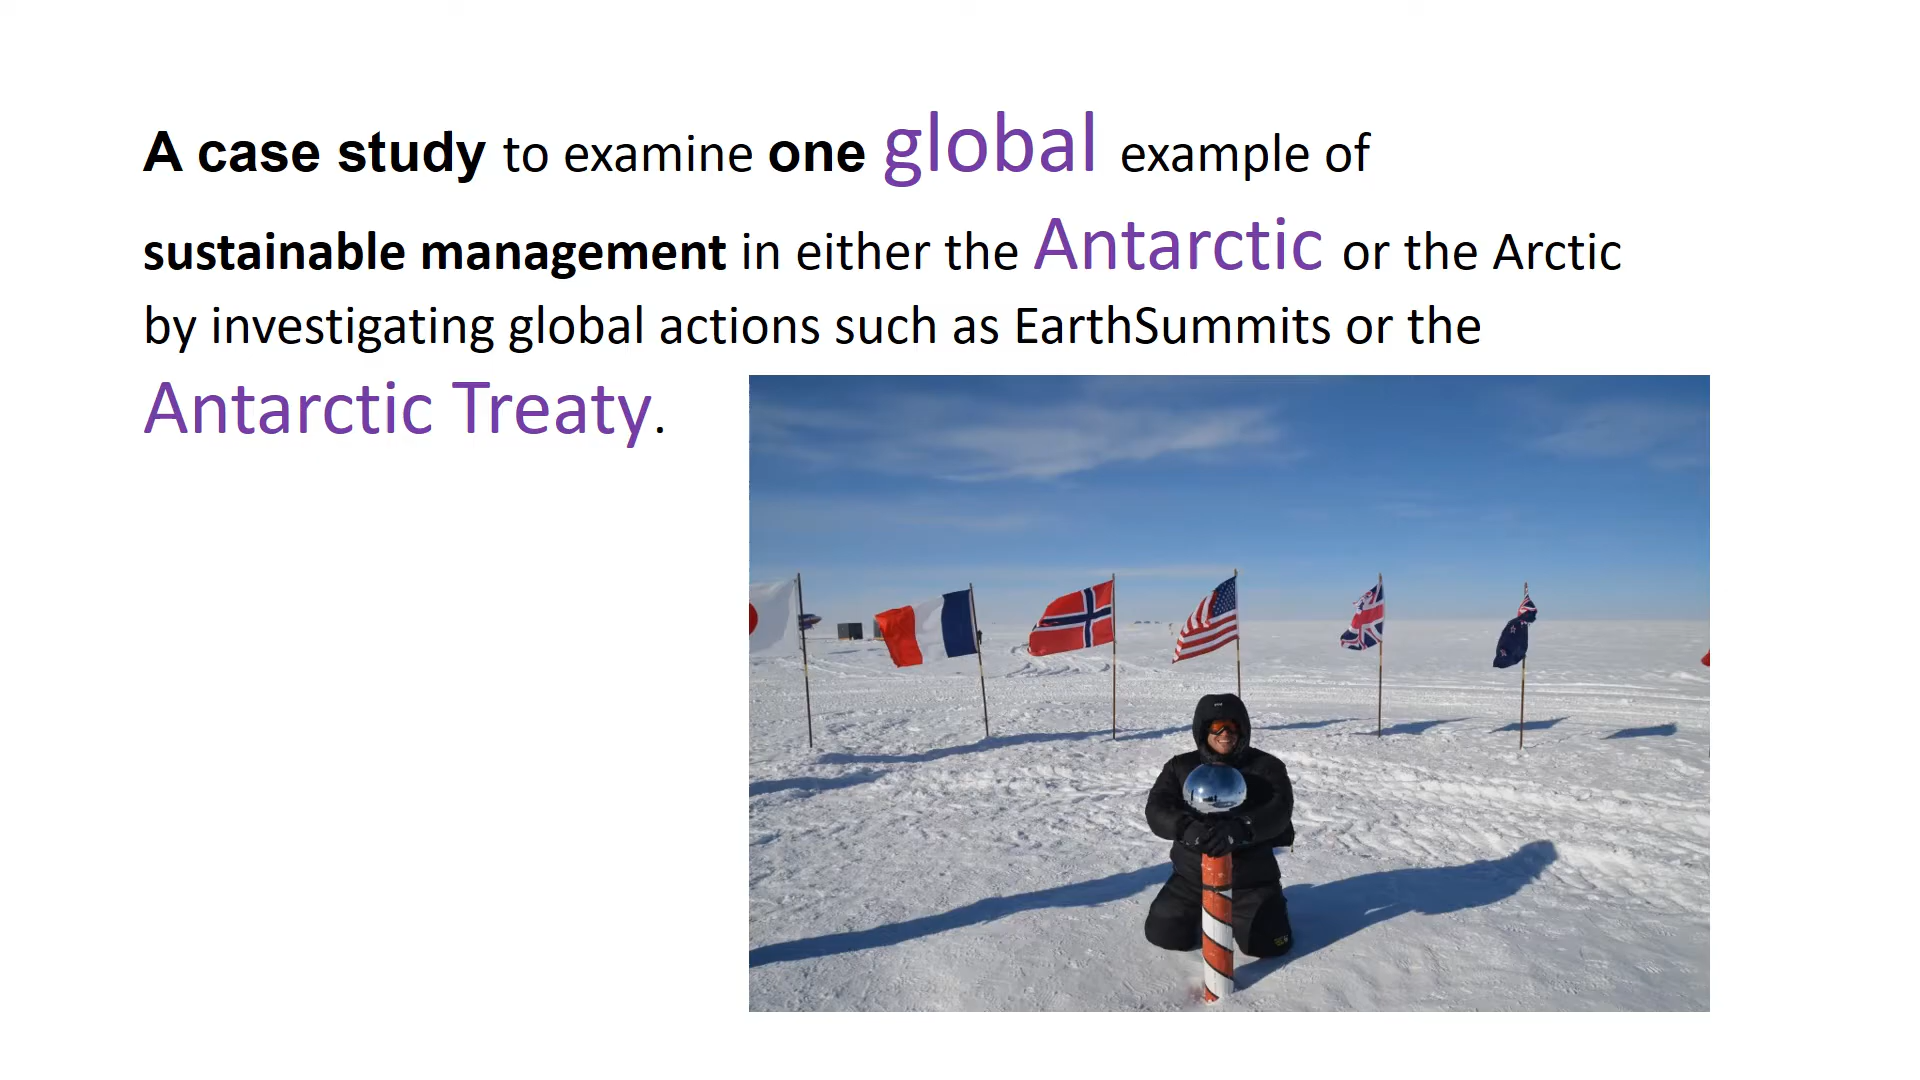 A case study to examine one global example of
sustainable management in either the Antarctic or the Arctic
by investigating global actions such as EarthSummits or the
Antarctic Treaty.